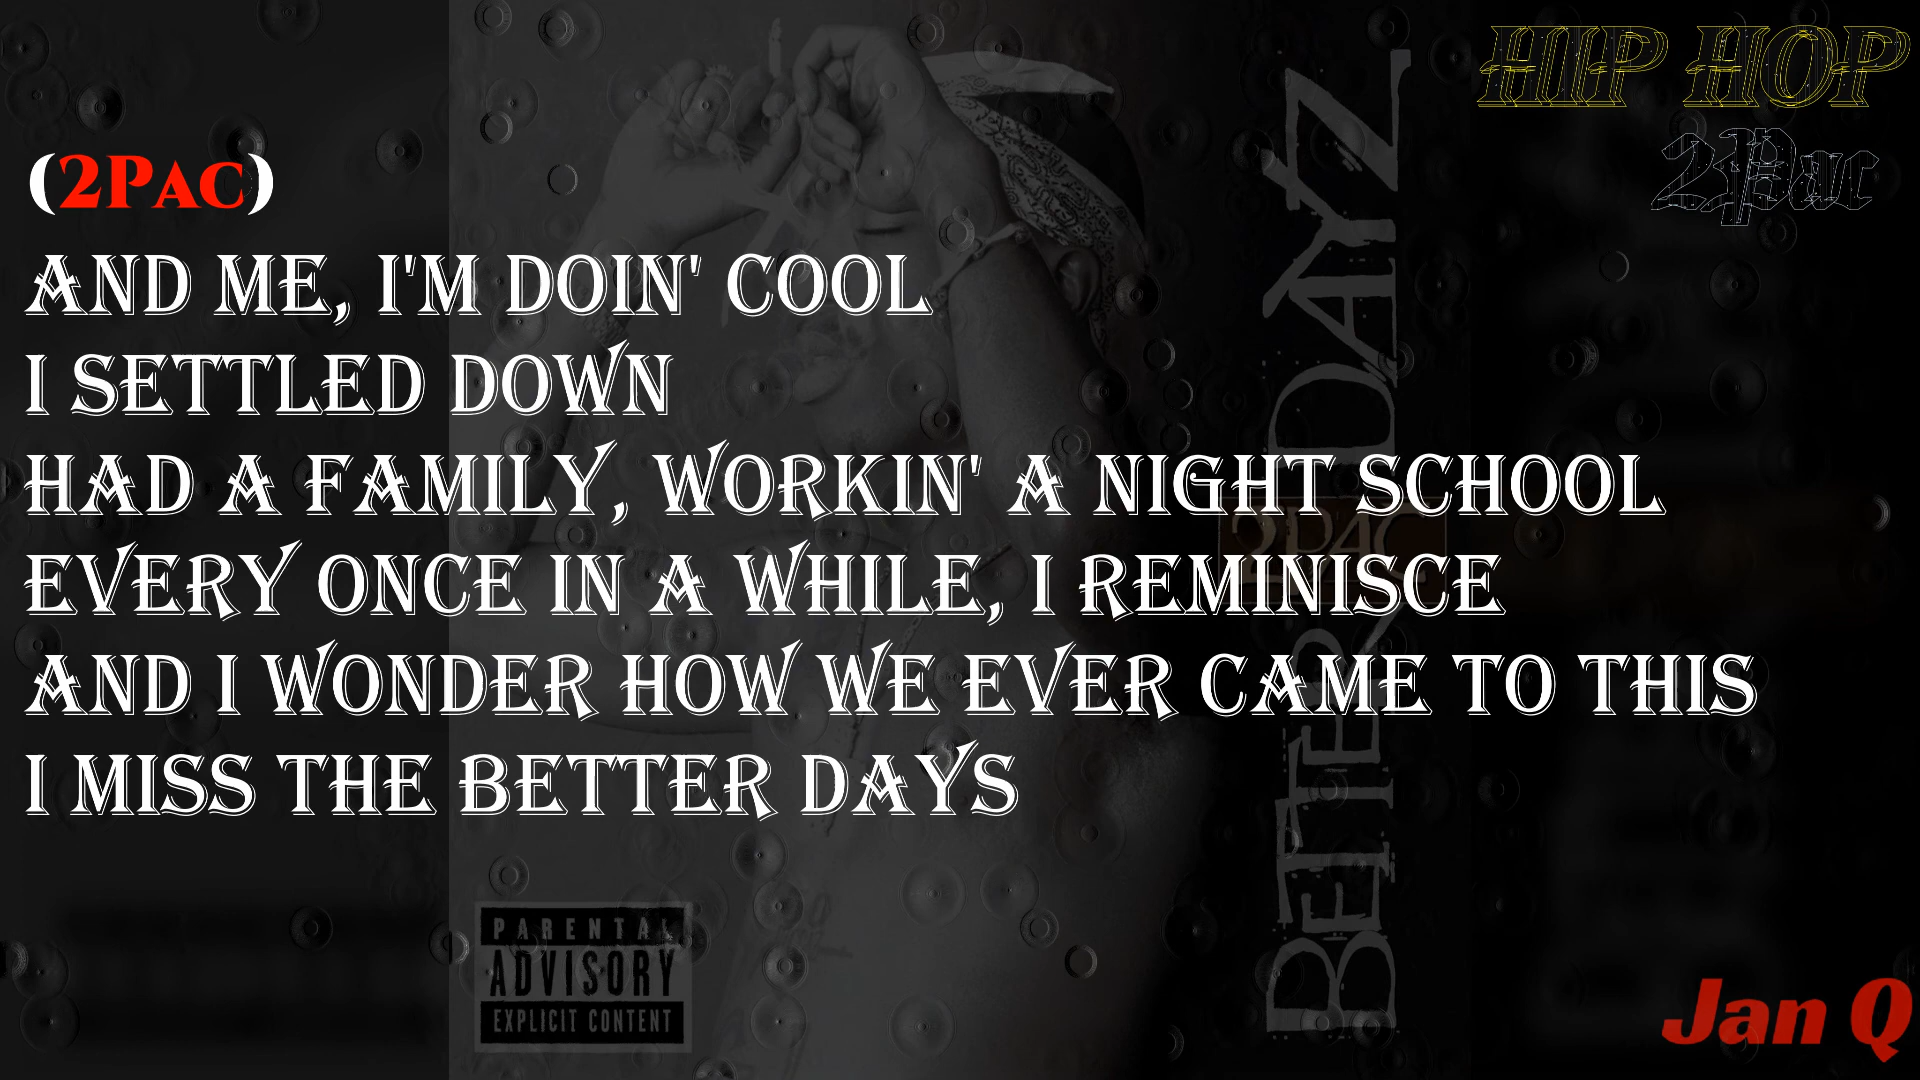 HIP HOP
2Pac
(2PAC)
AND ME, I'M DOIN' COOL
I SETTLED DOWN
HAD A FAMILY, WORKIN' A NIGHT SCHOOL
EVERY ONCE IN A WHILE, I REMINISCE
AND I WONDER HOW WE EVER CAME TO THIS
I MISS THE BETTER DAYS
BETTER DAYZ
2PAC
PARENTAL
ADVISORY
EXPLICIT CONTENT
Jan Q